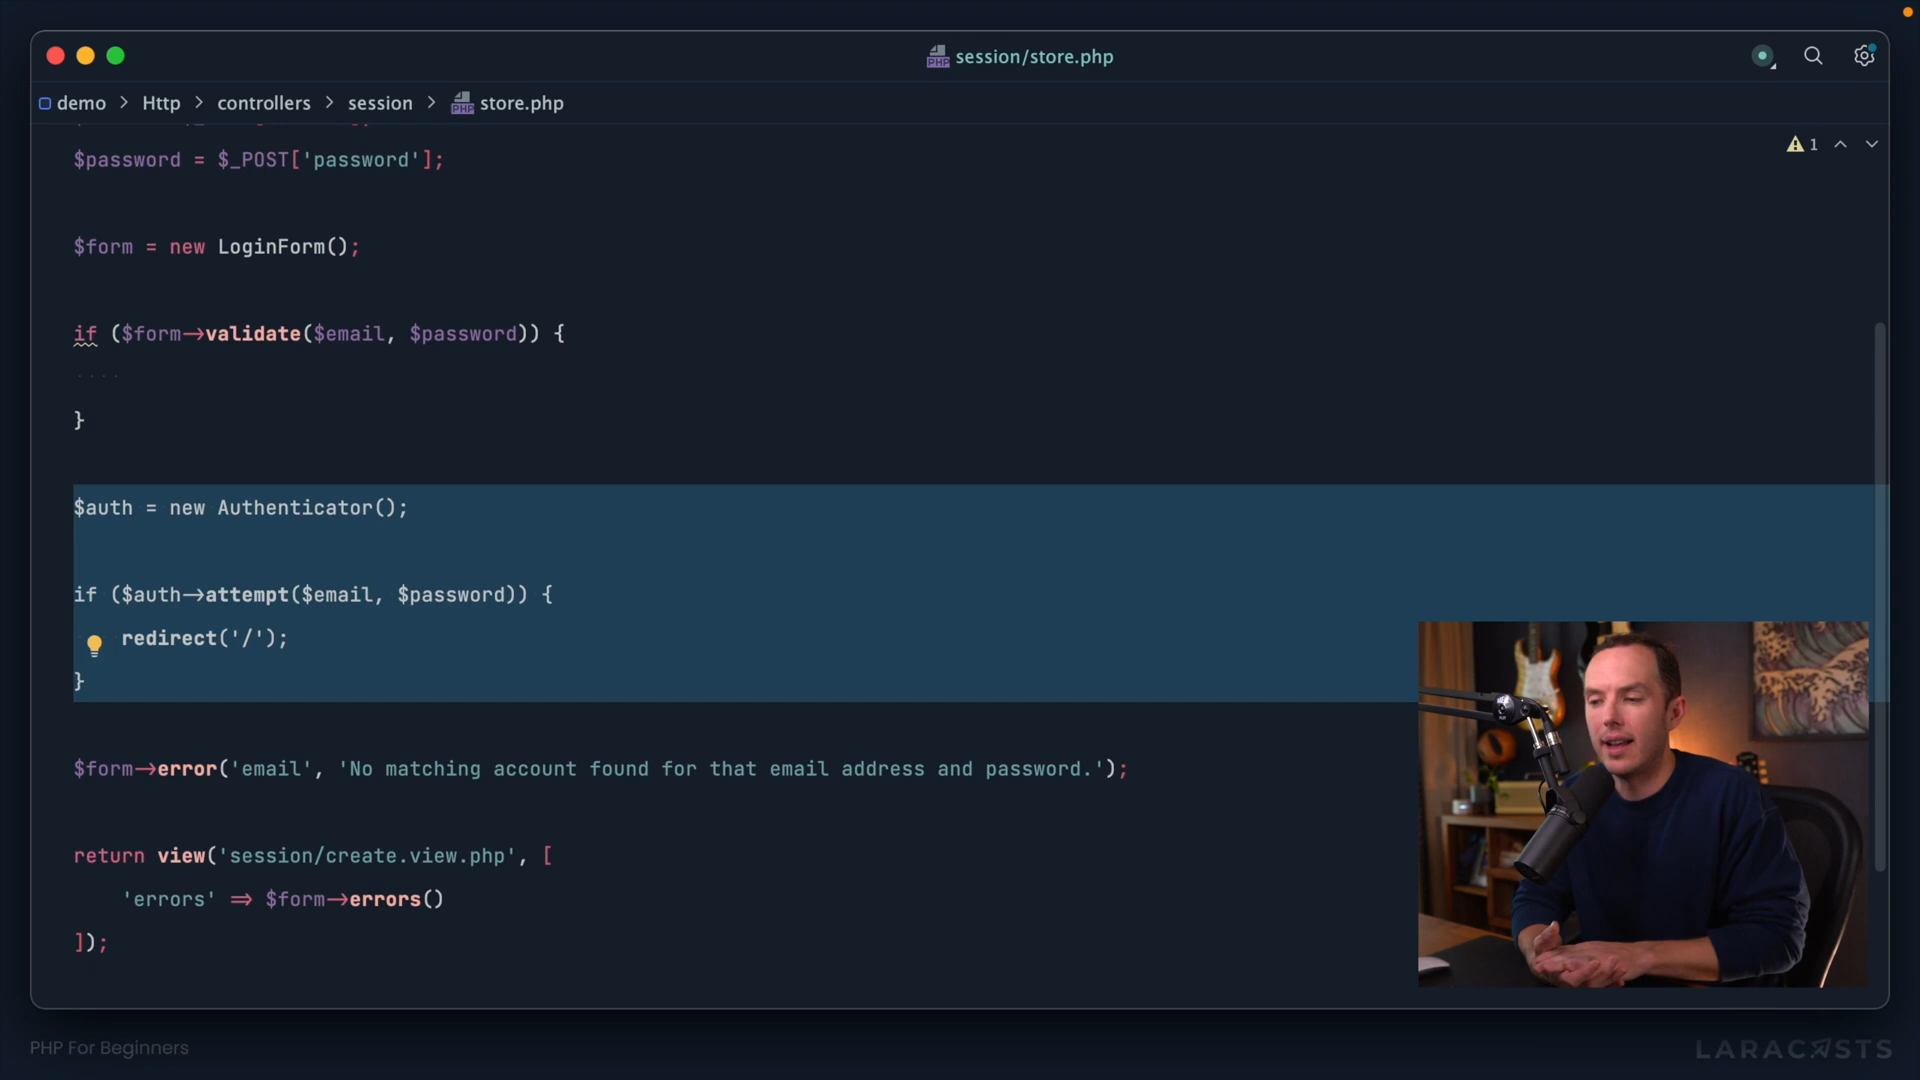 session/store.php
demo > Http > controllers > session > store.php
1
$password = $_POST['password'];
$form = new LoginForm();
if ($form->validate($email, $password)) {
}
$auth = new Authenticator();
if ($auth->attempt($email, $password)) {
redirect('/');
}
$form->error('email', 'No matching account found for that email address and password.');
return view('session/create.view.php', [
'errors' => $form->errors()
]);
PHP For Beginners
LARACASTS